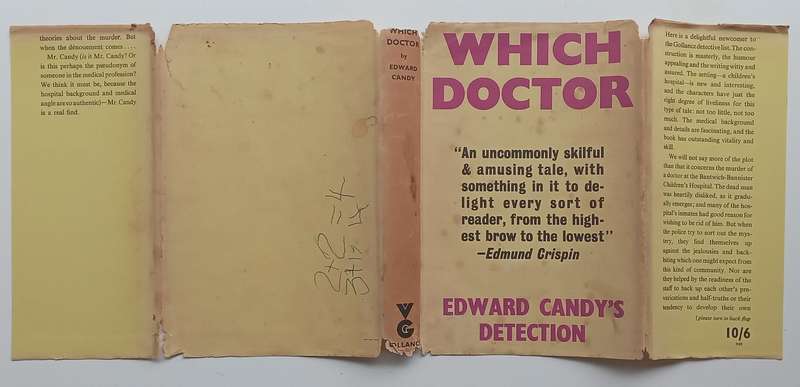 theories about the murder. But
when the dénouement comes ....
Mr. Candy (is it Mr. Candy? Or
is this perhaps the pseudonym of
someone in the medical profession?
We think it must be, because the
hospital background and medical
angle are so authentic)—Mr. Candy
is a real find.
2+2=4
WHICH
DOCTOR
by
EDWARD
CANDY
VG
GOLLANC
WHICH
DOCTOR
"An uncommonly skilful
& amusing tale, with
something in it to de-
light every sort of
reader, from the high-
est brow to the lowest"
—Edmund Crispin
EDWARD CANDY'S
DETECTION
Here is a delightful newcomer to
the Gollancz detective list. The con-
struction is masterly, the humour
appealing and the writing witty and
assured. The setting—a children's
hospital—is new and interesting,
and the characters have just the
right degree of liveliness for this
type of tale: not too little, not too
much. The medical background
and details are fascinating, and the
book has outstanding vitality and
skill.
We will not say more of the plot
than that it concerns the murder of
a doctor at the Bantwich-Bannister
Children's Hospital. The dead man
was heartily disliked, as it gradu-
ally emerges; and many of the hos-
pital's inmates had good reason for
wishing to be rid of him. But when
the police try to sort out the mys-
tery, they find themselves up
against the jealousies and back-
biting which one might expect from
this kind of community. Nor are
they helped by the readiness of the
staff to back up each other's pre-
varications and half-truths or their
tendency to develop their own
[please turn to back flap
10/6